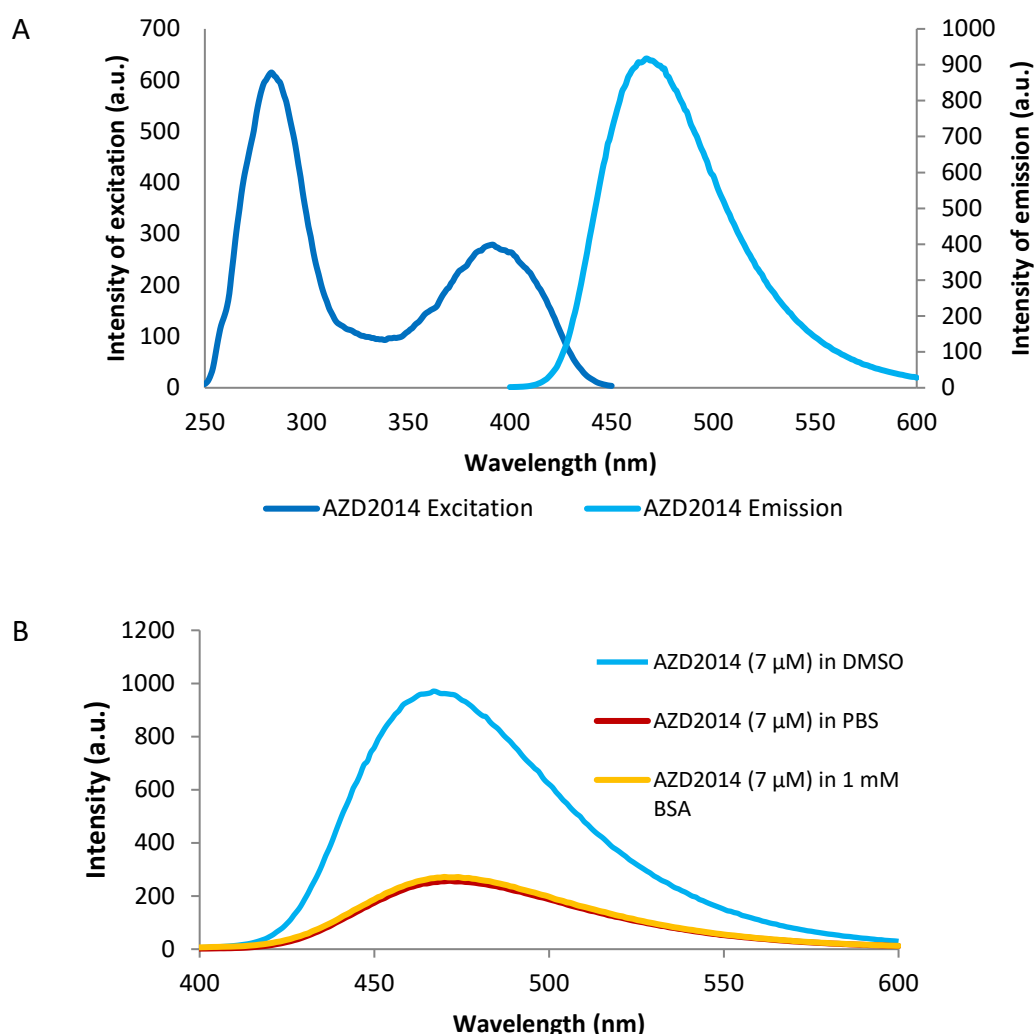 A
Intensity of excitation (a.u.)
700
600
500
400
300
200
100
0
Intensity of emission (a.u.)
1000
900
800
700
600
500
400
300
200
100
0
250 300 350 400 450 500 550 600
Wavelength (nm)
AZD2014 Excitation AZD2014 Emission
B
Intensity (a.u.)
1200
1000
800
600
400
200
0
AZD2014 (7 µM) in DMSO
AZD2014 (7 µM) in PBS
AZD2014 (7 µM) in 1 mM
BSA
400 450 500 550 600
Wavelength (nm)